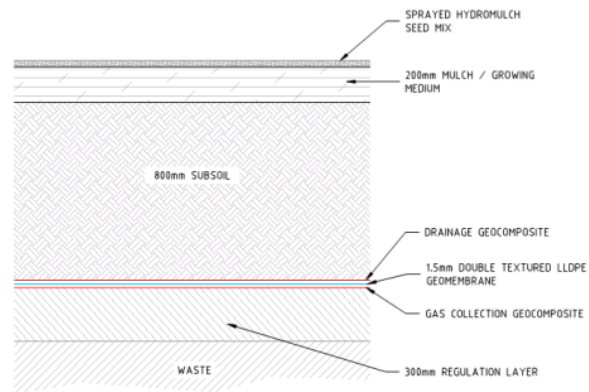 SPRAYED HYDROMULCH
SEED MIX
200mm MULCH / GROWING
MEDIUM
800mm SUBSOIL
DRAINAGE GEOCOMPOSITE
1.5mm DOUBLE TEXTURED LLDPE
GEOMEMBRANE
GAS COLLECTION GEOCOMPOSITE
WASTE
300mm REGULATION LAYER